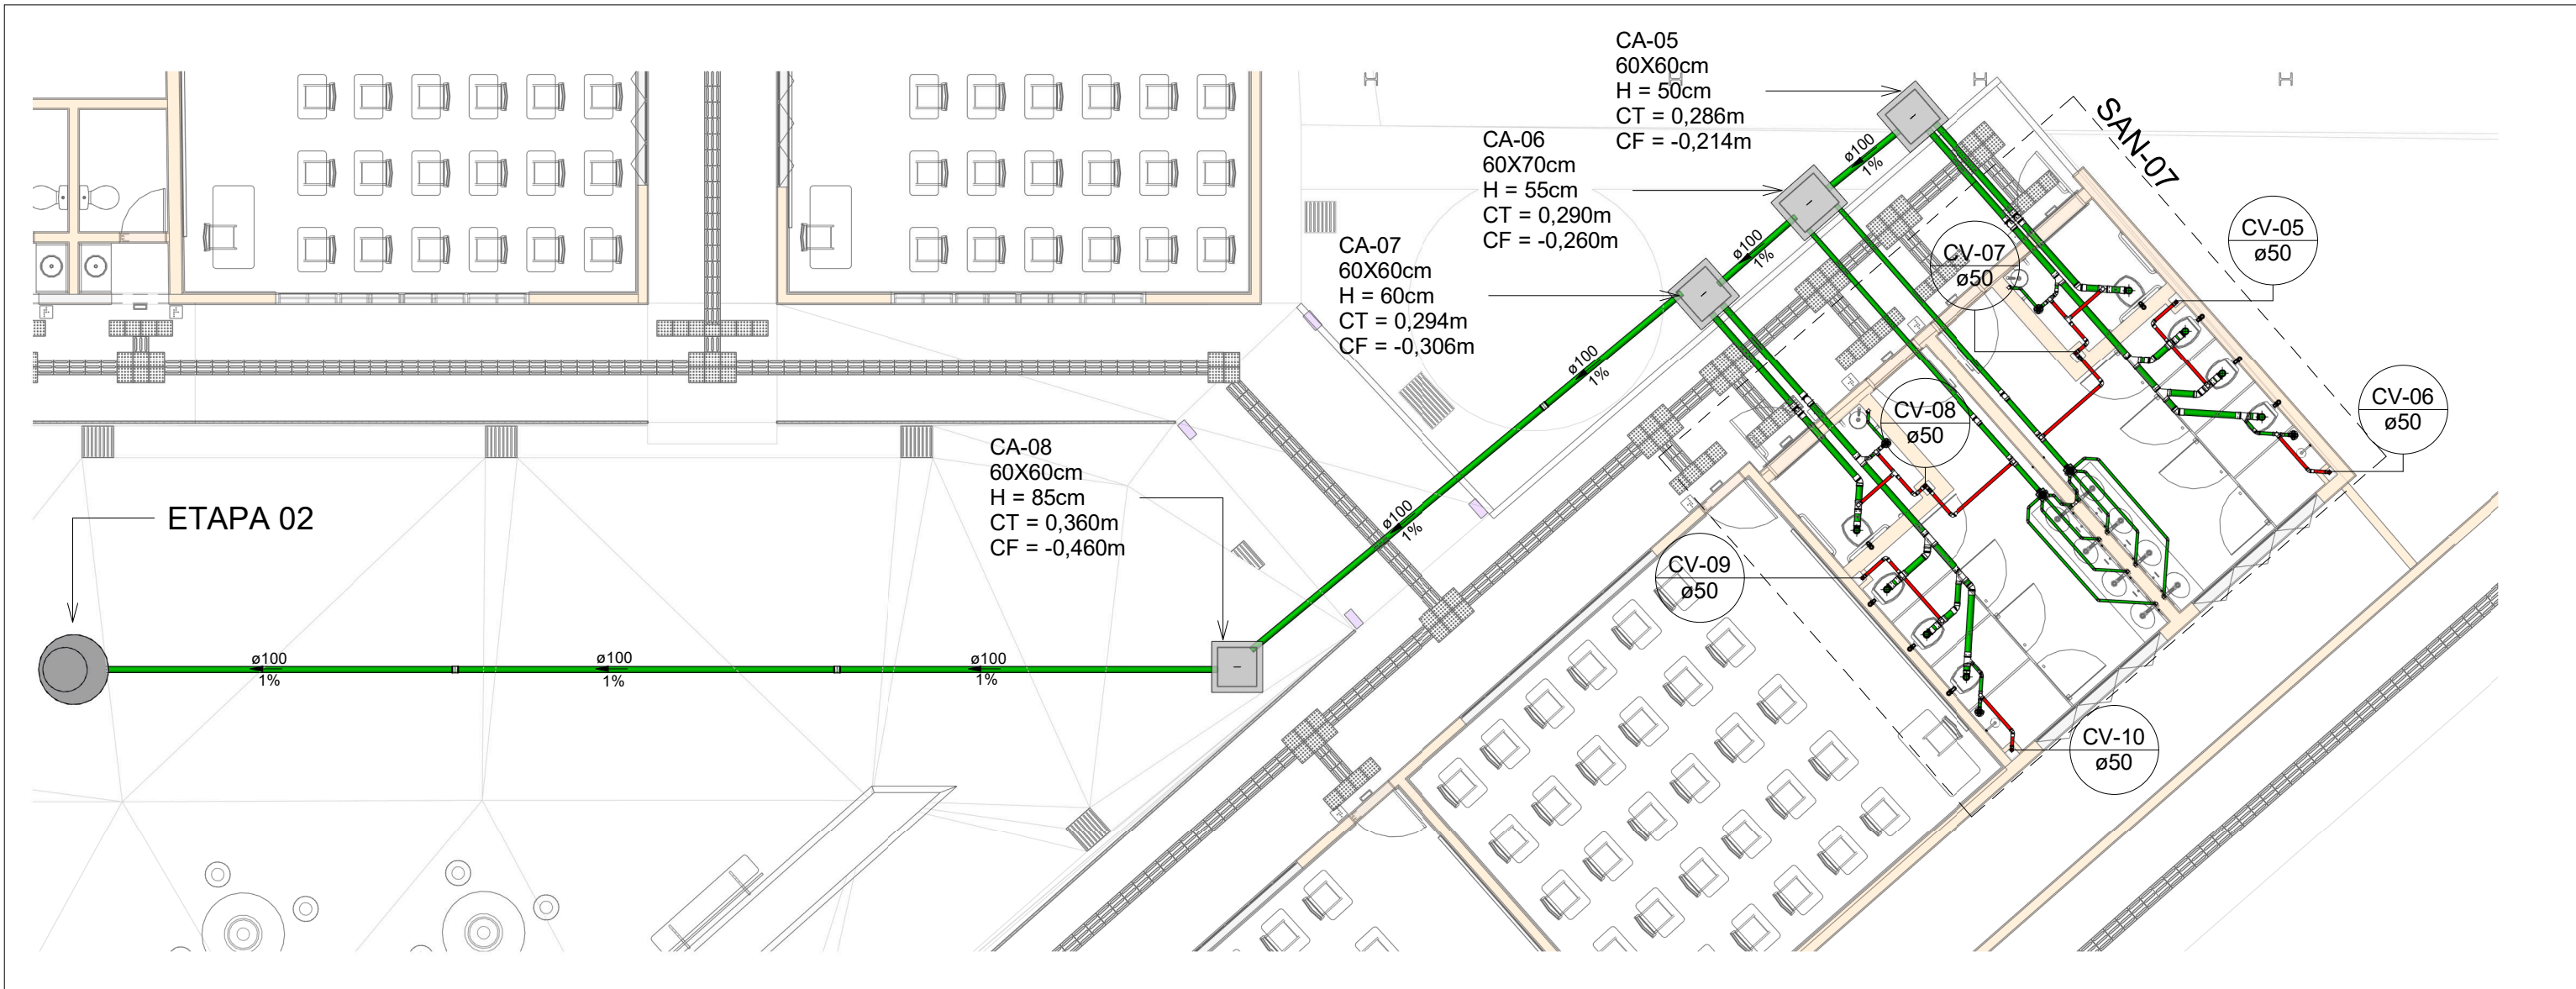 CA-05
60X60cm
H = 50cm
CT = 0,286m
CF = -0,214m
CA-06
60X70cm
H = 55cm
CT = 0,290m
CF = -0,260m
CA-07
60X60cm
H = 60cm
CT = 0,294m
CF = -0,306m
CA-08
60X60cm
H = 85cm
CT = 0,360m
CF = -0,460m
SAN-07
CV-05
ø50
CV-07
ø50
CV-06
ø50
CV-08
ø50
CV-09
ø50
CV-10
ø50
ETAPA 02
ø100
1%
ø100
1%
ø100
1%
ø100
1%
ø100
1%
ø100
1%
ø100
1%